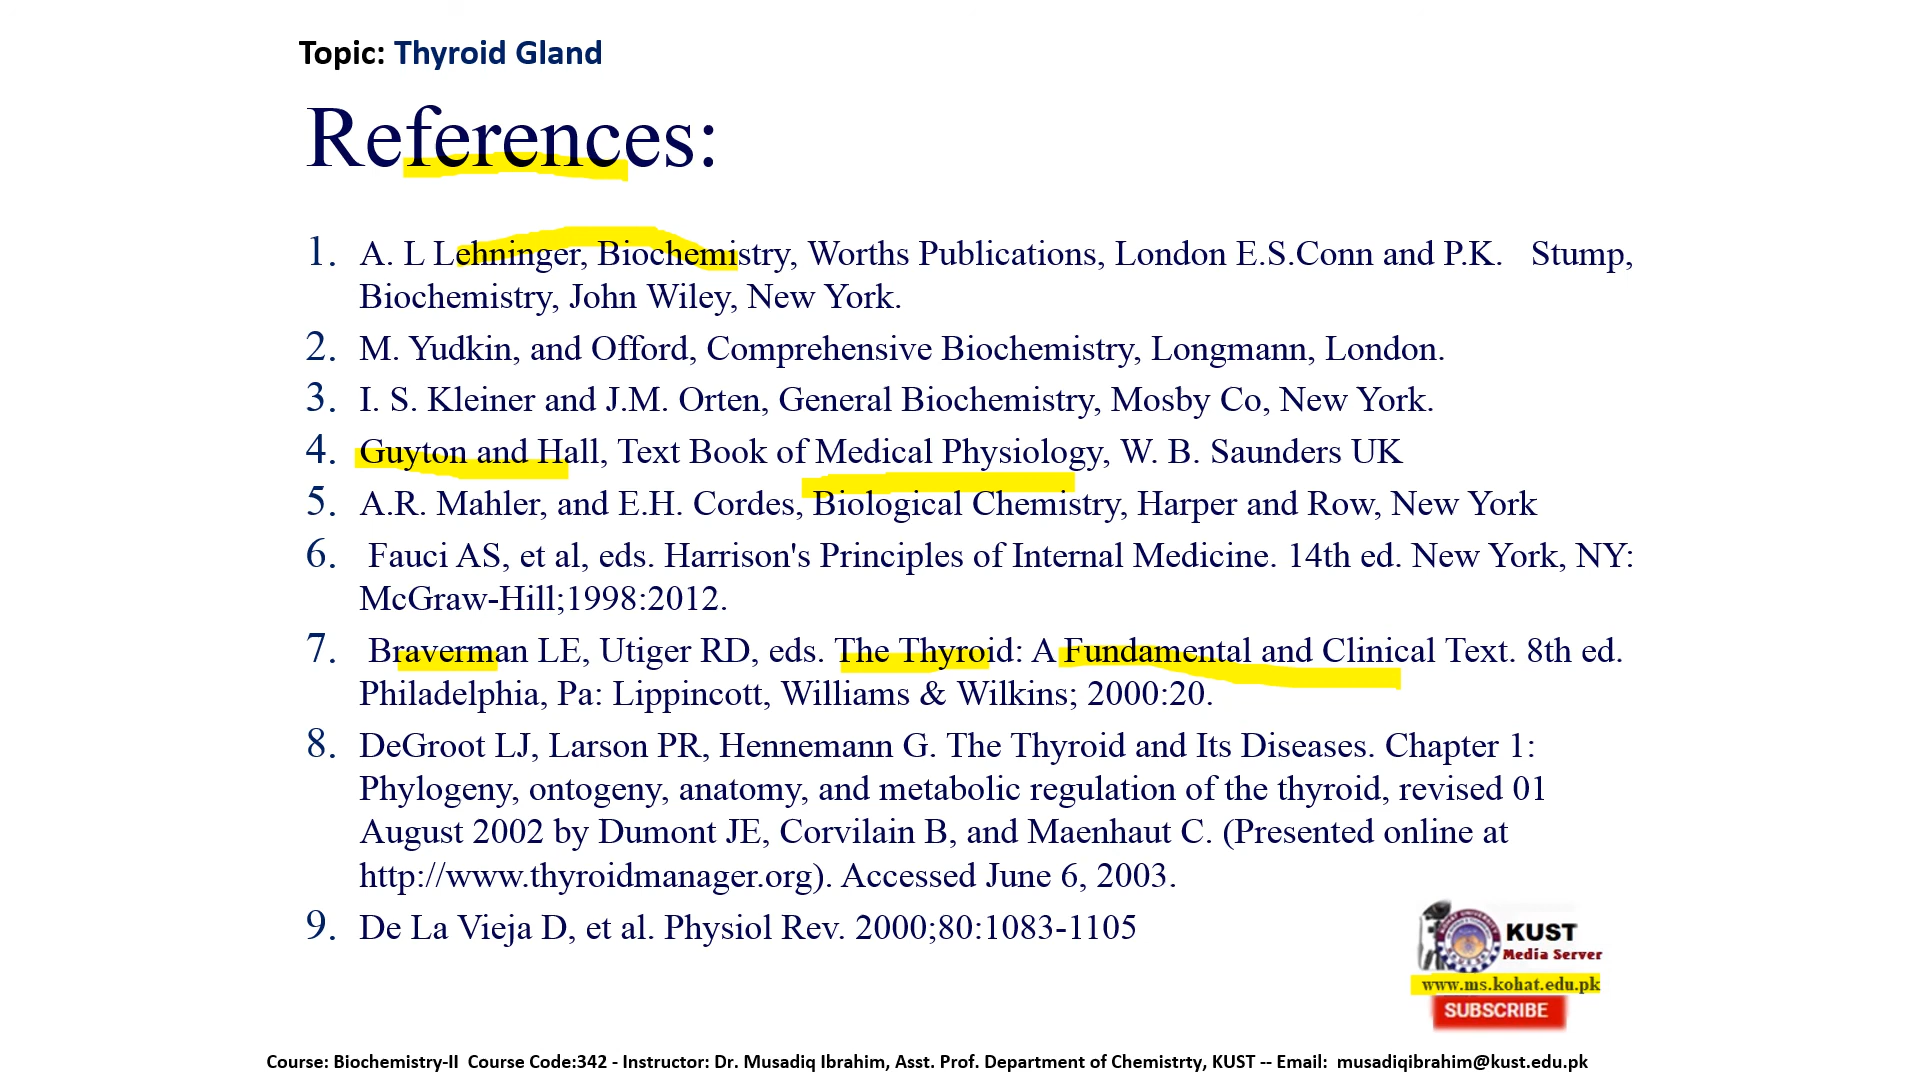 Topic: Thyroid Gland
References:
1. A. L Lehninger, Biochemistry, Worths Publications, London E.S.Conn and P.K. Stump,
Biochemistry, John Wiley, New York.
2. M. Yudkin, and Offord, Comprehensive Biochemistry, Longmann, London.
3. I. S. Kleiner and J.M. Orten, General Biochemistry, Mosby Co, New York.
4. Guyton and Hall, Text Book of Medical Physiology, W. B. Saunders UK
5. A.R. Mahler, and E.H. Cordes, Biological Chemistry, Harper and Row, New York
6. Fauci AS, et al, eds. Harrison's Principles of Internal Medicine. 14th ed. New York, NY:
McGraw-Hill;1998:2012.
7. Braverman LE, Utiger RD, eds. The Thyroid: A Fundamental and Clinical Text. 8th ed.
Philadelphia, Pa: Lippincott, Williams & Wilkins; 2000:20.
8. DeGroot LJ, Larson PR, Hennemann G. The Thyroid and Its Diseases. Chapter 1:
Phylogeny, ontogeny, anatomy, and metabolic regulation of the thyroid, revised 01
August 2002 by Dumont JE, Corvilain B, and Maenhaut C. (Presented online at
http://www.thyroidmanager.org). Accessed June 6, 2003.
9. De La Vieja D, et al. Physiol Rev. 2000;80:1083-1105
KUST
Media Server
www.ms.kohat.edu.pk
SUBSCRIBE
Course: Biochemistry-II Course Code:342 - Instructor: Dr. Musadiq Ibrahim, Asst. Prof. Department of Chemistrty, KUST -- Email: musadiqibrahim@kust.edu.pk